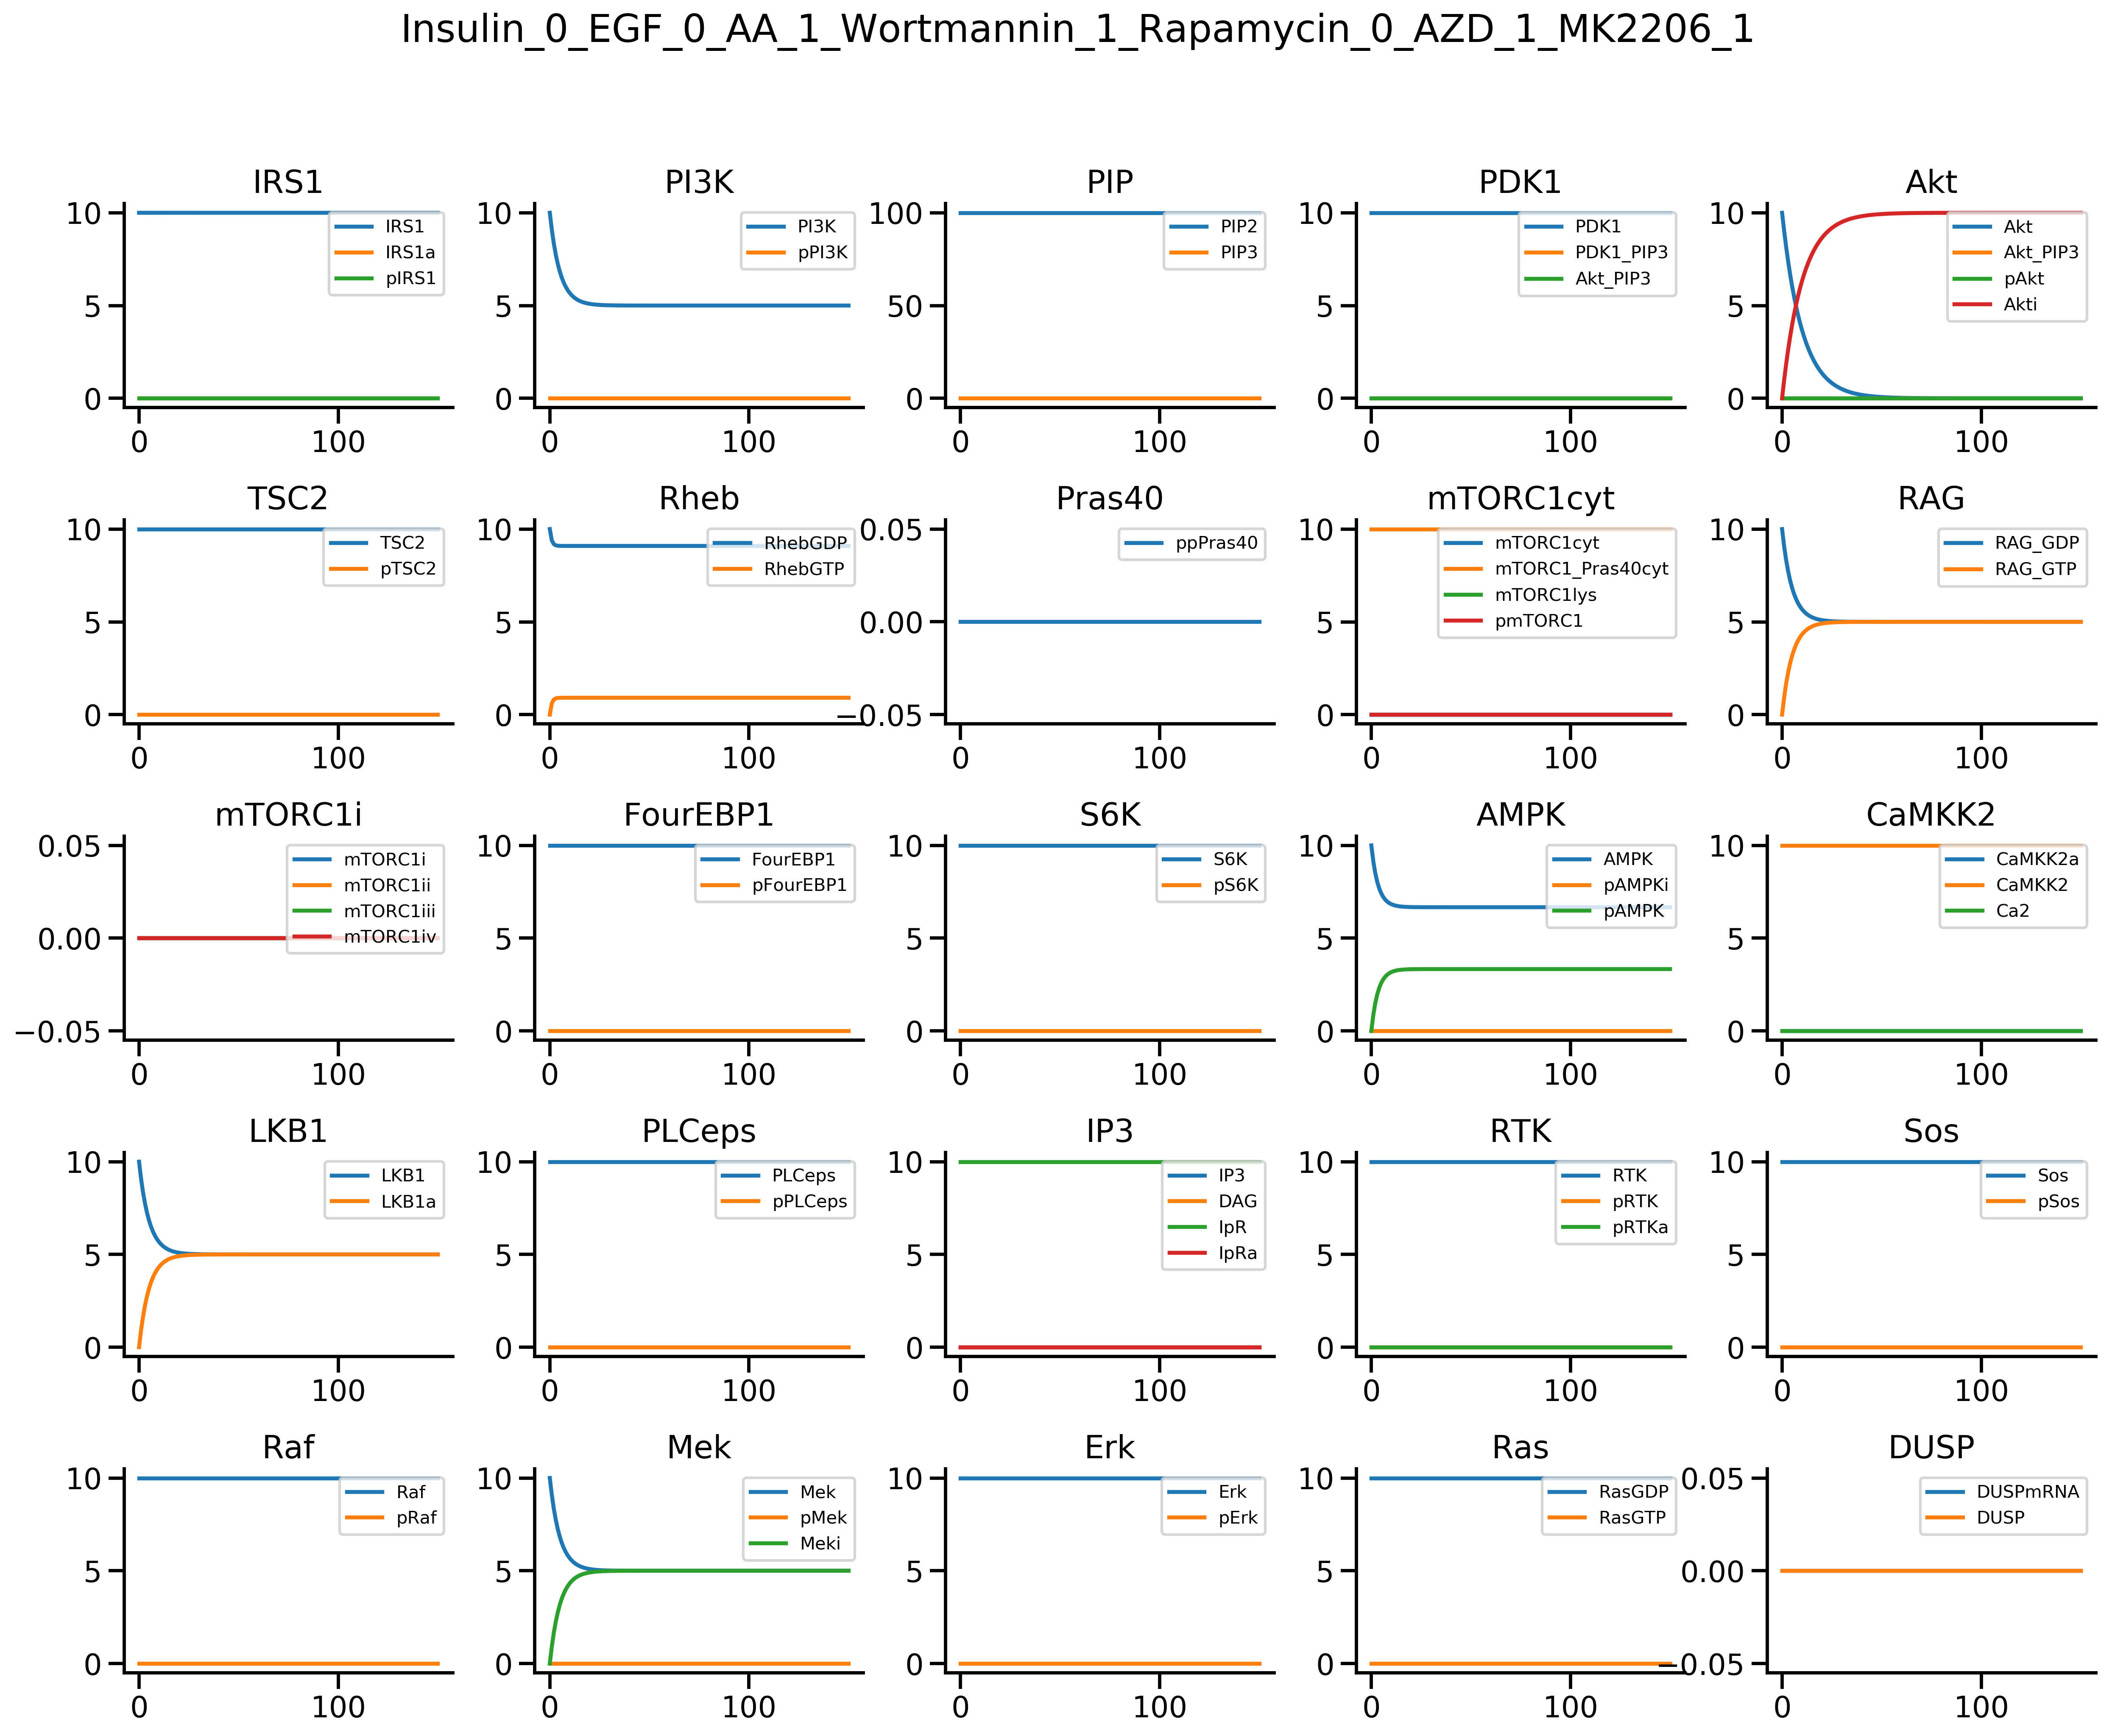 Insulin_0_EGF_0_AA_1_Wortmannin_1_Rapamycin_0_AZD_1_MK2206_1
IRS1
10
5
0
0
100
IRS1
IRS1a
pIRS1
PI3K
10
5
0
0
100
PI3K
pPI3K
PIP
100
50
0
0
100
PIP2
PIP3
PDK1
10
5
0
0
100
PDK1
PDK1_PIP3
Akt_PIP3
Akt
10
5
0
0
100
Akt
Akt_PIP3
pAkt
Akti
TSC2
10
5
0
0
100
TSC2
pTSC2
Rheb
10
5
0
0
100
RhebGDP
RhebGTP
Pras40
0.05
0.00
−0.05
0
100
ppPras40
mTORC1cyt
10
5
0
0
100
mTORC1cyt
mTORC1_Pras40cyt
mTORC1lys
pmTORC1
RAG
10
5
0
0
100
RAG_GDP
RAG_GTP
mTORC1i
0.05
0.00
−0.05
0
100
mTORC1i
mTORC1ii
mTORC1iii
mTORC1iv
FourEBP1
10
5
0
0
100
FourEBP1
pFourEBP1
S6K
10
5
0
0
100
S6K
pS6K
AMPK
10
5
0
0
100
AMPK
pAMPKi
pAMPK
CaMKK2
10
5
0
0
100
CaMKK2a
CaMKK2
Ca2
LKB1
10
5
0
0
100
LKB1
LKB1a
PLCeps
10
5
0
0
100
PLCeps
pPLCeps
IP3
10
5
0
0
100
IP3
DAG
IpR
IpRa
RTK
10
5
0
0
100
RTK
pRTK
pRTKa
Sos
10
5
0
0
100
Sos
pSos
Raf
10
5
0
0
100
Raf
pRaf
Mek
10
5
0
0
100
Mek
pMek
Meki
Erk
10
5
0
0
100
Erk
pErk
Ras
10
5
0
0
100
RasGDP
RasGTP
DUSP
0.05
0.00
−0.05
0
100
DUSPmRNA
DUSP